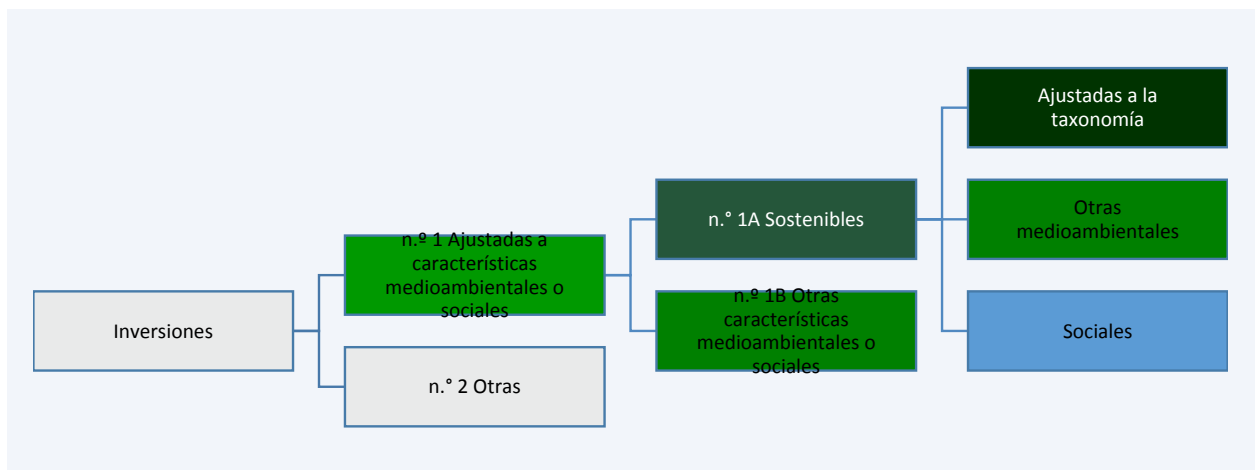 Inversiones
n.º 1 Ajustadas a
características
medioambientales o
sociales
n.° 2 Otras
n.° 1A Sostenibles
n.º 1B Otras
características
medioambientales o
sociales
Ajustadas a la
taxonomía
Otras
medioambientales
Sociales